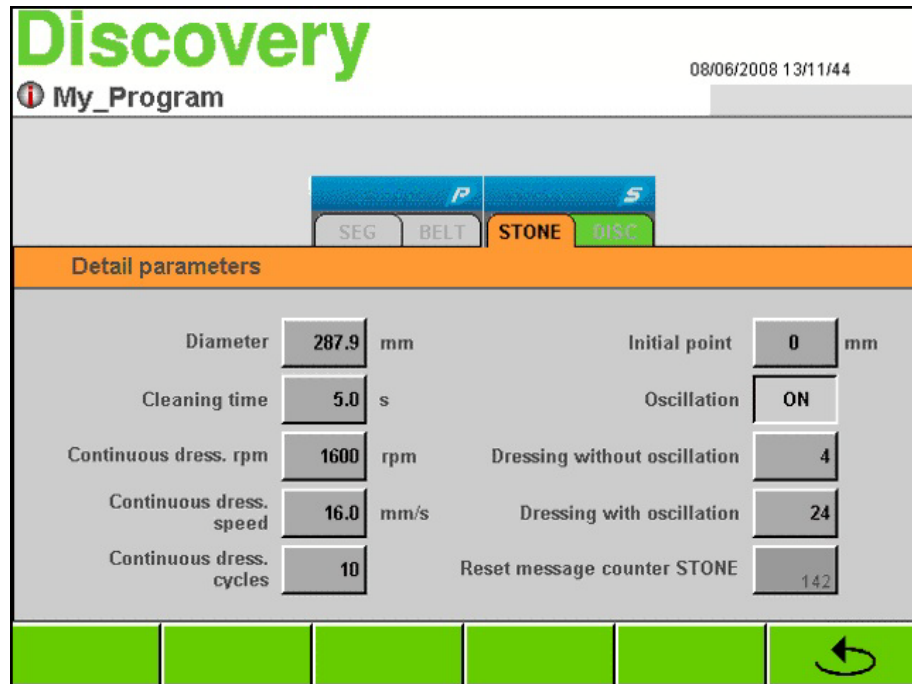 Discovery
08/06/2008 13/11/44
My_Program
P
S
SEG BELT STONE DISC
Detail parameters
Diameter 287.9 mm Initial point 0 mm
Cleaning time 5.0 s Oscillation ON
Continuous dress. rpm 1600 rpm Dressing without oscillation 4
Continuous dress.
speed 16.0 mm/s Dressing with oscillation 24
Continuous dress.
cycles 10 Reset message counter STONE 142